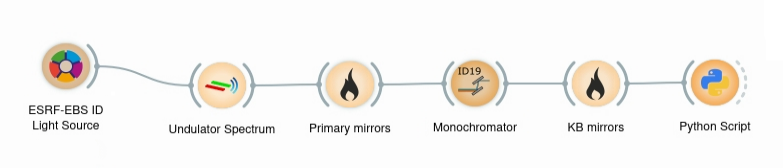 ID19
ESRF-EBS ID
Light Source
Undulator Spectrum
Primary mirrors
Monochromator
KB mirrors
Python Script